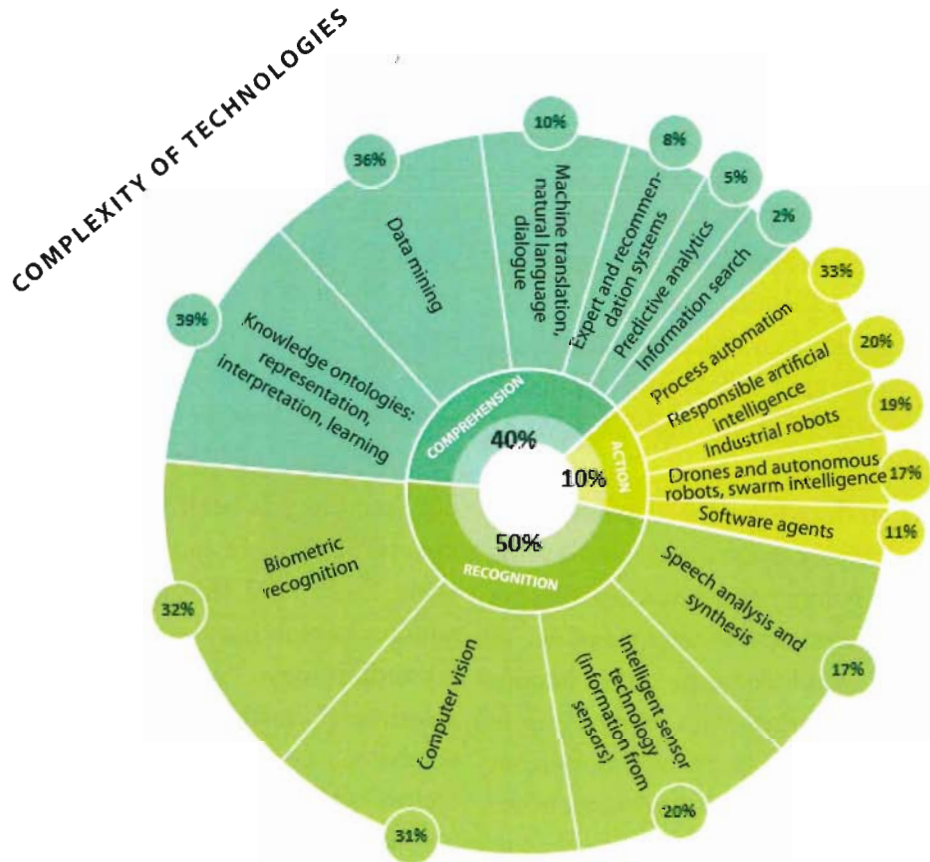 COMPLEXITY OF TECHNOLOGIES
10%
Machine translation,
natural language
dialogue
8%
Expert and recommen-
dation systems
5%
Predictive analytics
2%
Information search
33%
Process automation
20%
Responsible artificial
intelligence
19%
Industrial robots
17%
Drones and autonomous
robots, swarm intelligence
11%
Software agents
17%
Speech analysis and
synthesis
20%
Intelligent sensor
technology
(information from
sensors)
31%
Computer vision
32%
Biometric
recognition
39%
Knowledge ontologies:
representation,
interpretation, learning
36%
Data mining
COMPREHENSION
40%
ACTION
10%
50%
RECOGNITION